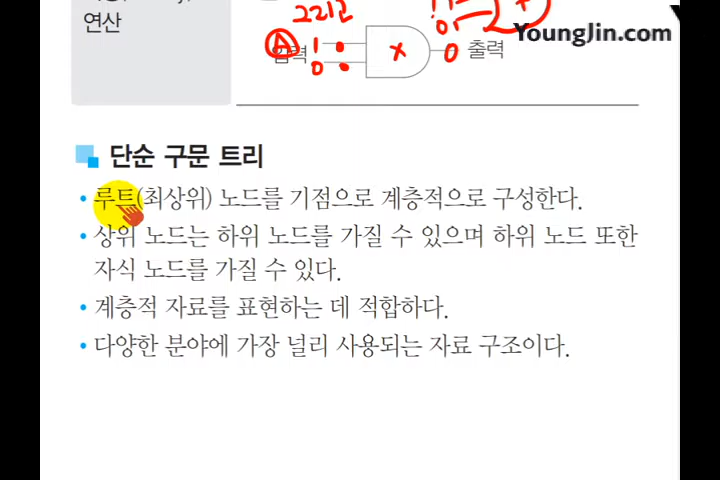 그리고
YoungJin.com
연산
A
입력
1
0
×
0
출력
단순 구문 트리
• 루트(최상위) 노드를 기점으로 계층적으로 구성한다.
• 상위 노드는 하위 노드를 가질 수 있으며 하위 노드 또한
자식 노드를 가질 수 있다.
• 계층적 자료를 표현하는 데 적합하다.
• 다양한 분야에 가장 널리 사용되는 자료 구조이다.